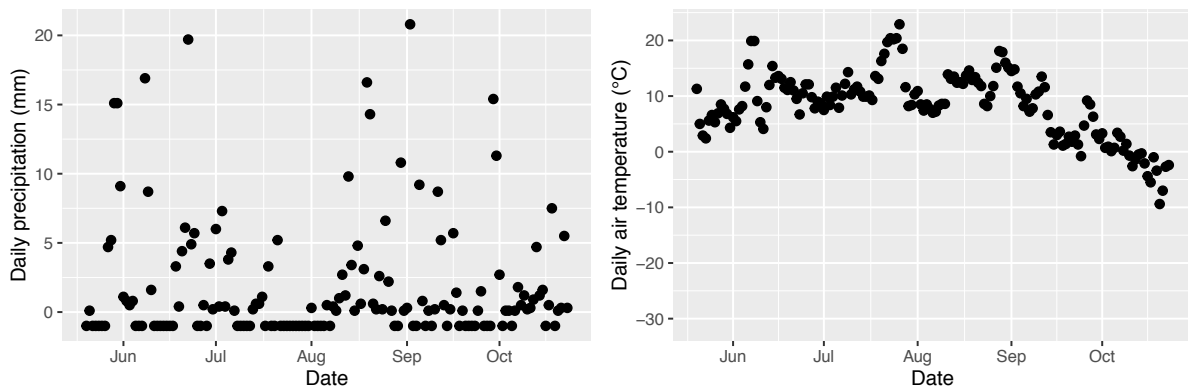 Daily precipitation (mm)
20
15
10
5
0
Jun Jul Aug Sep Oct
Date
Daily air temperature (°C)
20
10
0
−10
−20
−30
Jun Jul Aug Sep Oct
Date